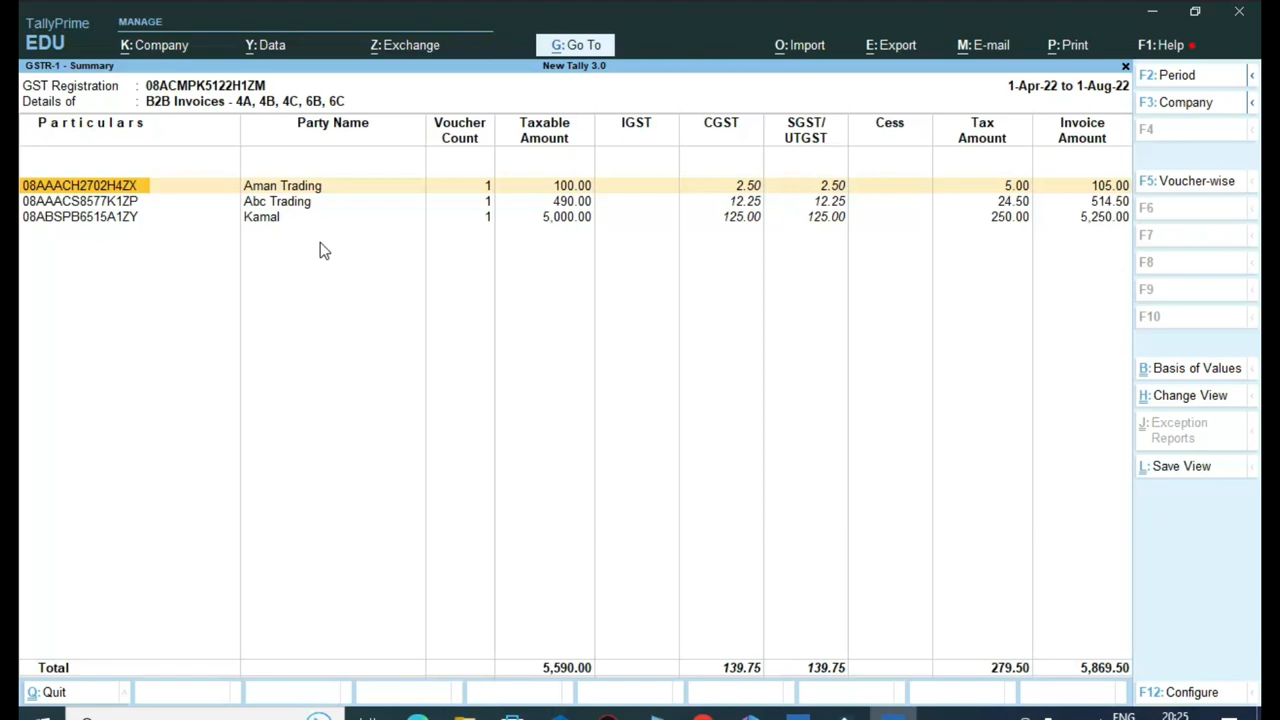 TallyPrime
EDU
MANAGE
K: Company
Y: Data
Z: Exchange
G: Go To
O: Import
E: Export
M: E-mail
P: Print
F1: Help
GSTR-1 - Summary
New Tally 3.0
GST Registration : 08ACMPK5122H1ZM
1-Apr-22 to 1-Aug-22
Details of : B2B Invoices - 4A, 4B, 4C, 6B, 6C
Particulars Party Name Voucher Count Taxable Amount IGST CGST SGST/ UTGST Cess Tax Amount Invoice Amount
08AAACH2702H4ZX Aman Trading 1 100.00 2.50 2.50 5.00 105.00
08AAACS8577K1ZP Abc Trading 1 490.00 12.25 12.25 24.50 514.50
08ABSPB6515A1ZY Kamal 1 5,000.00 125.00 125.00 250.00 5,250.00
Total 5,590.00 139.75 139.75 279.50 5,869.50
F2: Period
F3: Company
F4
F5: Voucher-wise
F6
F7
F8
F9
F10
B: Basis of Values
H: Change View
J: Exception
Reports
L: Save View
Q: Quit
F12: Configure
ENG
20:25